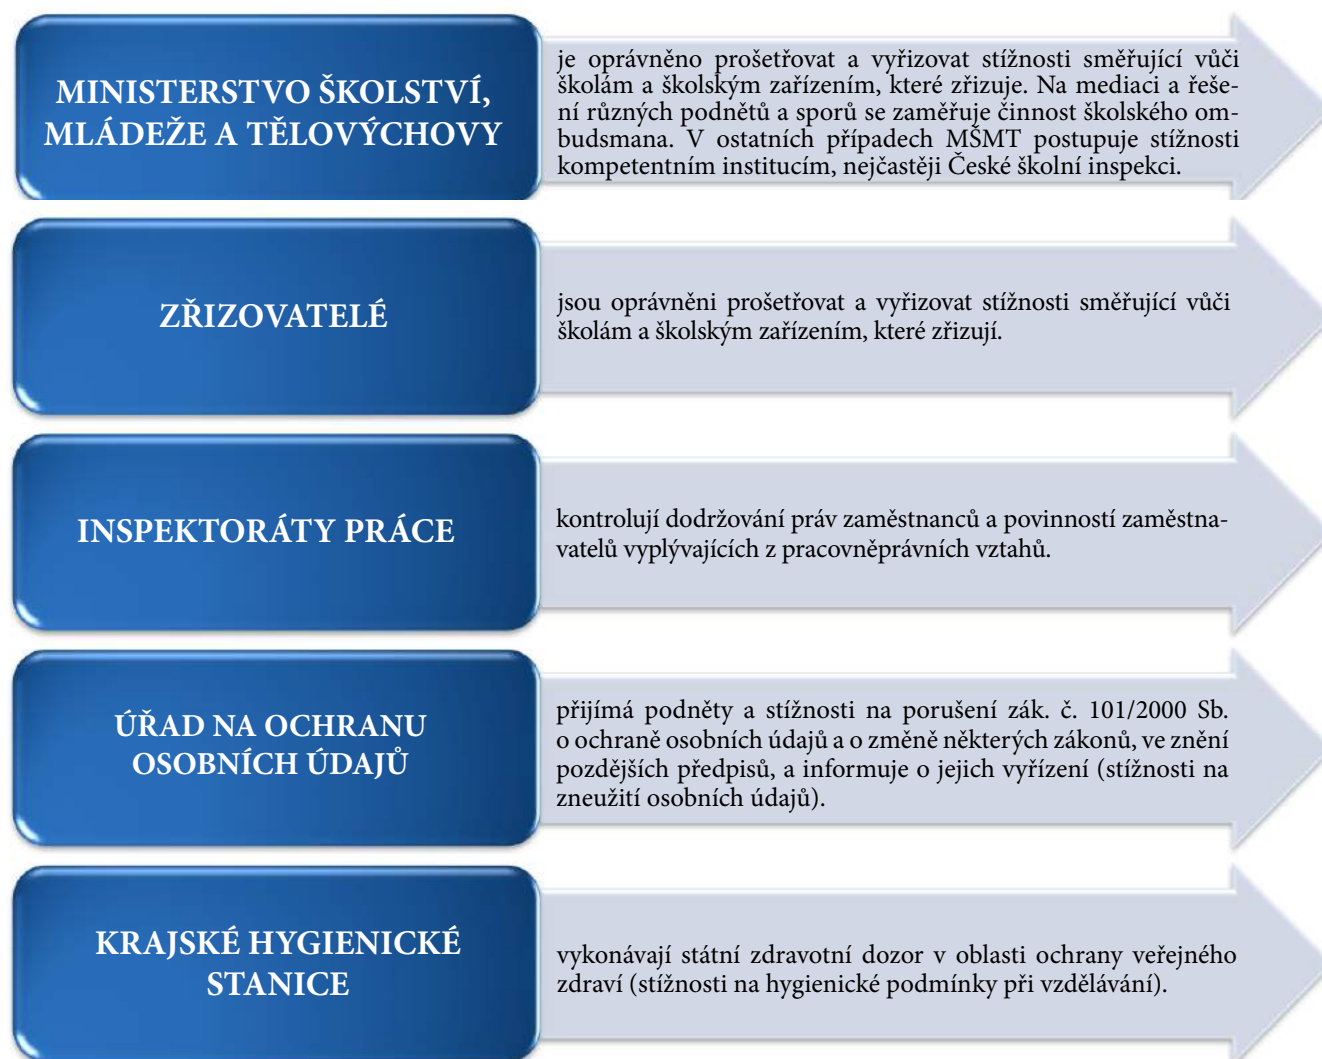 MINISTERSTVO ŠKOLSTVÍ,
MLÁDEŽE A TĚLOVÝCHOVY
je oprávněno prošetřovat a vyřizovat stížnosti směřující vůči
školám a školským zařízením, které zřizuje. Na mediaci a řeše-
ní různých podnětů a sporů se zaměřuje činnost školského om-
budsmana. V ostatních případech MŠMT postupuje stížnosti
kompetentním institucím, nejčastěji České školní inspekci.
ZŘIZOVATELÉ
jsou oprávněni prošetřovat a vyřizovat stížnosti směřující vůči
školám a školským zařízením, které zřizují.
INSPEKTORÁTY PRÁCE
kontrolují dodržování práv zaměstnanců a povinností zaměstna-
vatelů vyplývajících z pracovněprávních vztahů.
ÚŘAD NA OCHRANU
OSOBNÍCH ÚDAJŮ
přijímá podněty a stížnosti na porušení zák. č. 101/2000 Sb.
o ochraně osobních údajů a o změně některých zákonů, ve znění
pozdějších předpisů, a informuje o jejich vyřízení (stížnosti na
zneužití osobních údajů).
KRAJSKÉ HYGIENICKÉ
STANICE
vykonávají státní zdravotní dozor v oblasti ochrany veřejného
zdraví (stížnosti na hygienické podmínky při vzdělávání).